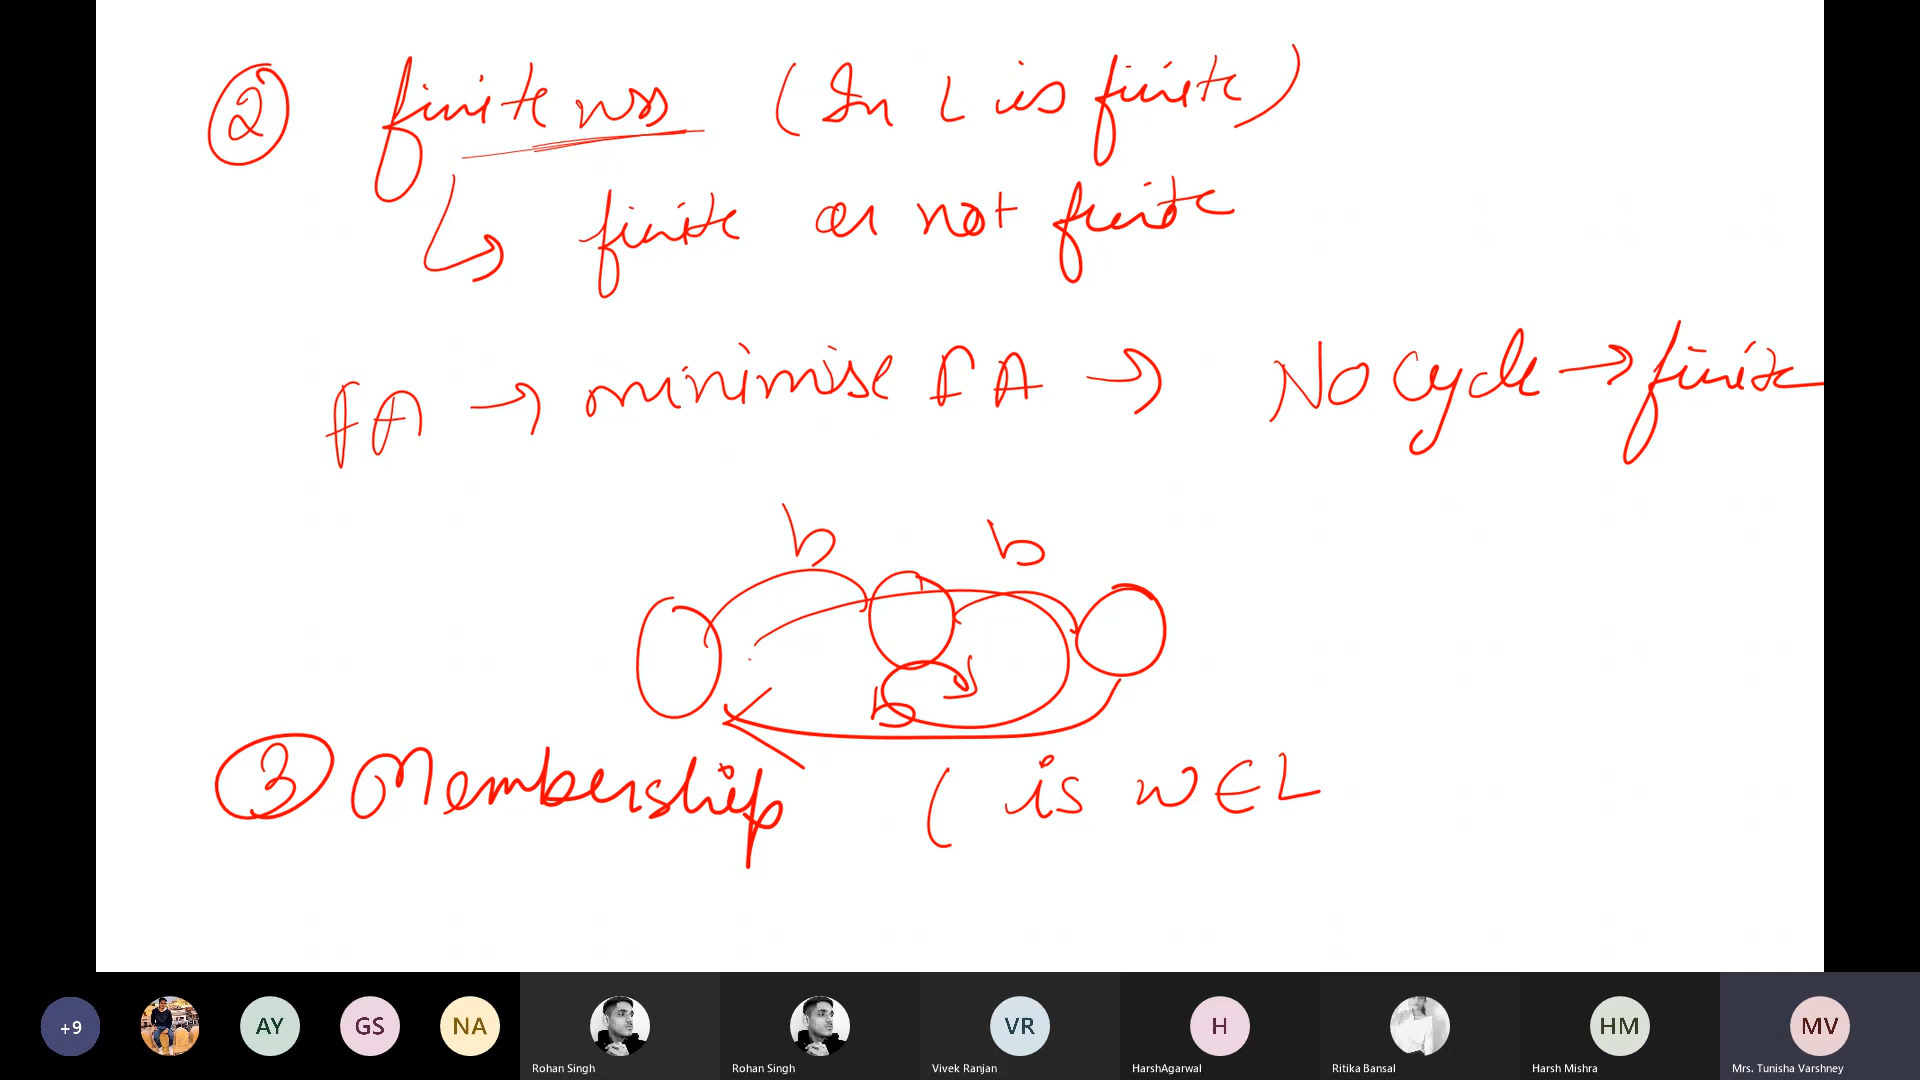 ② finiteness (In L is finite)
↳ finite or not finite
FA → minimise FA → No cycle → finite
b b
b
③ Membership ( is w ∈ L
+9 AY GS NA VR H HM MV
Rohan Singh Rohan Singh Vivek Ranjan HarshAgarwal Ritika Bansal Harsh Mishra Mrs. Tunisha Varshney